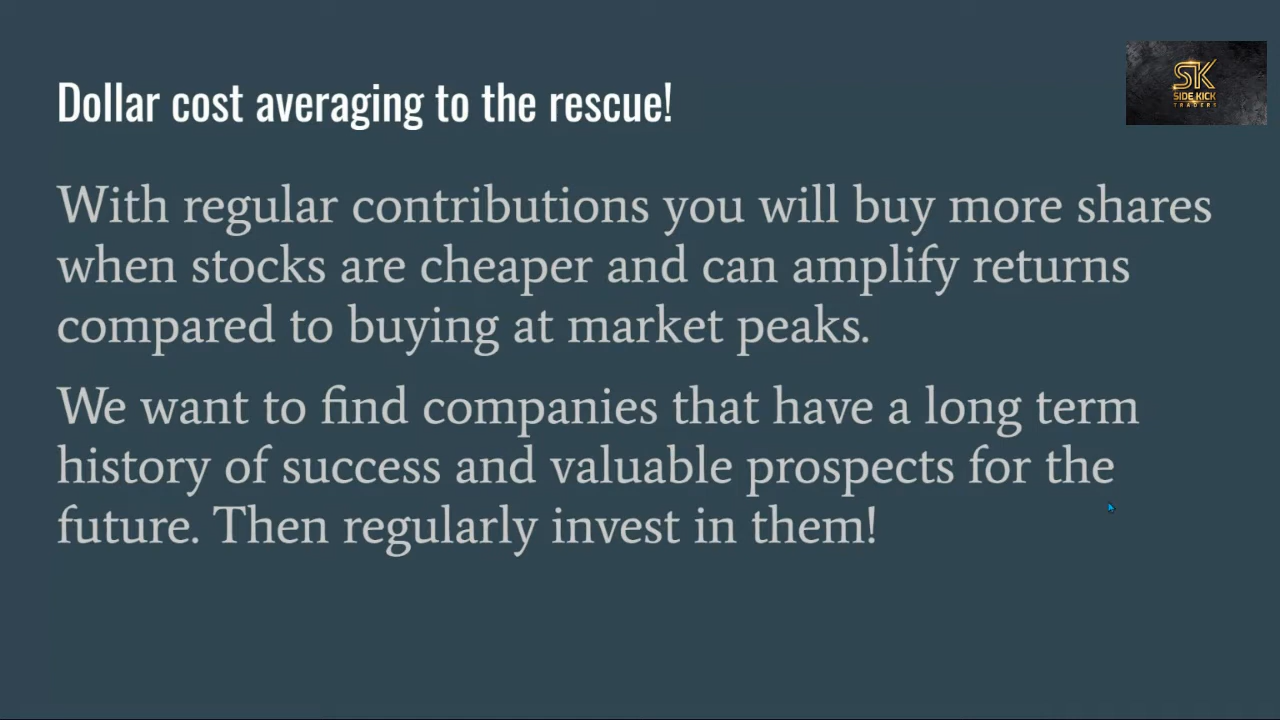 Dollar cost averaging to the rescue!
SK
SIDE KICK
TRADERS
With regular contributions you will buy more shares
when stocks are cheaper and can amplify returns
compared to buying at market peaks.
We want to find companies that have a long term
history of success and valuable prospects for the
future. Then regularly invest in them!